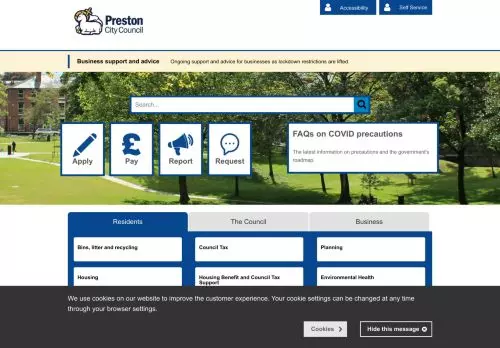 Preston
City Council
Accessibility
Self Service
Business support and advice
Ongoing support and advice for businesses as lockdown restrictions are lifted.
Search...
Apply
Pay
Report
Request
FAQs on COVID precautions
The latest information on precautions and the government's
roadmap.
Residents
The Council
Business
Bins, litter and recycling
Council Tax
Planning
Housing
Housing Benefit and Council Tax
Support
Environmental Health
We use cookies on our website to improve the customer experience. Your cookie settings can be changed at any time
through your browser settings.
Cookies
Hide this message